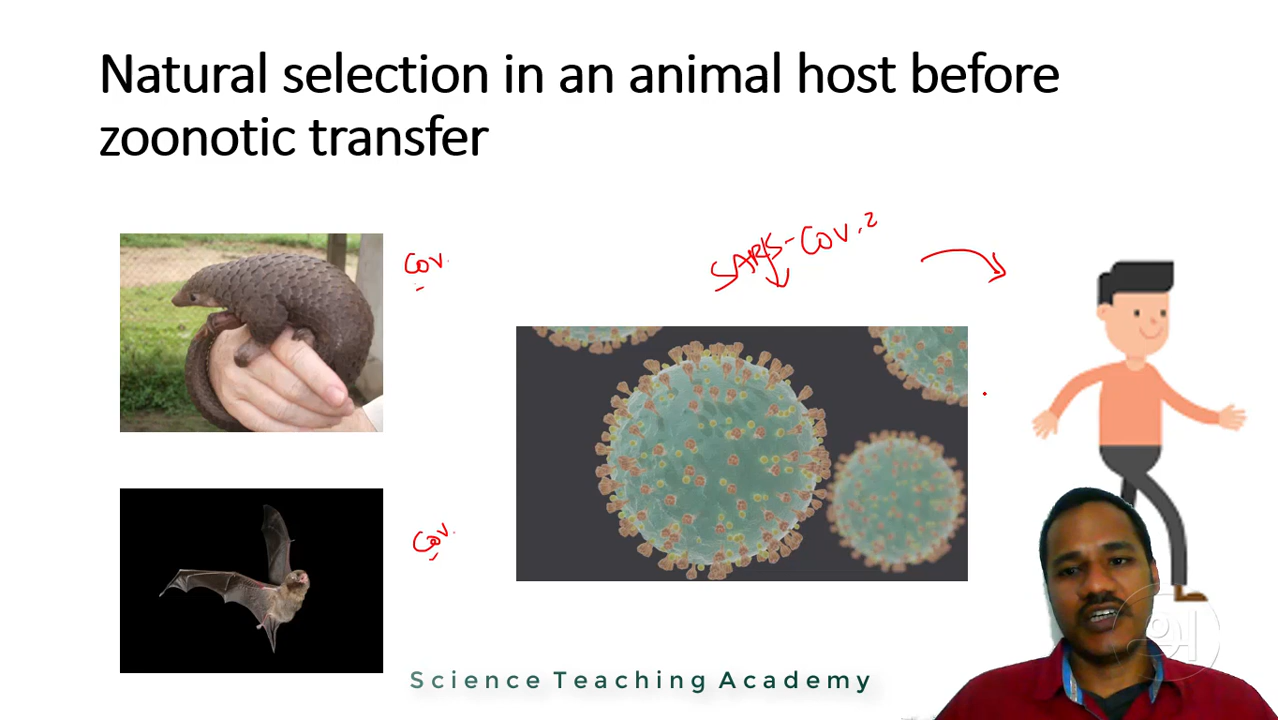 Natural selection in an animal host before
zoonotic transfer
SARS-CoV-2
CoV
CoV
Science Teaching Academy
அ